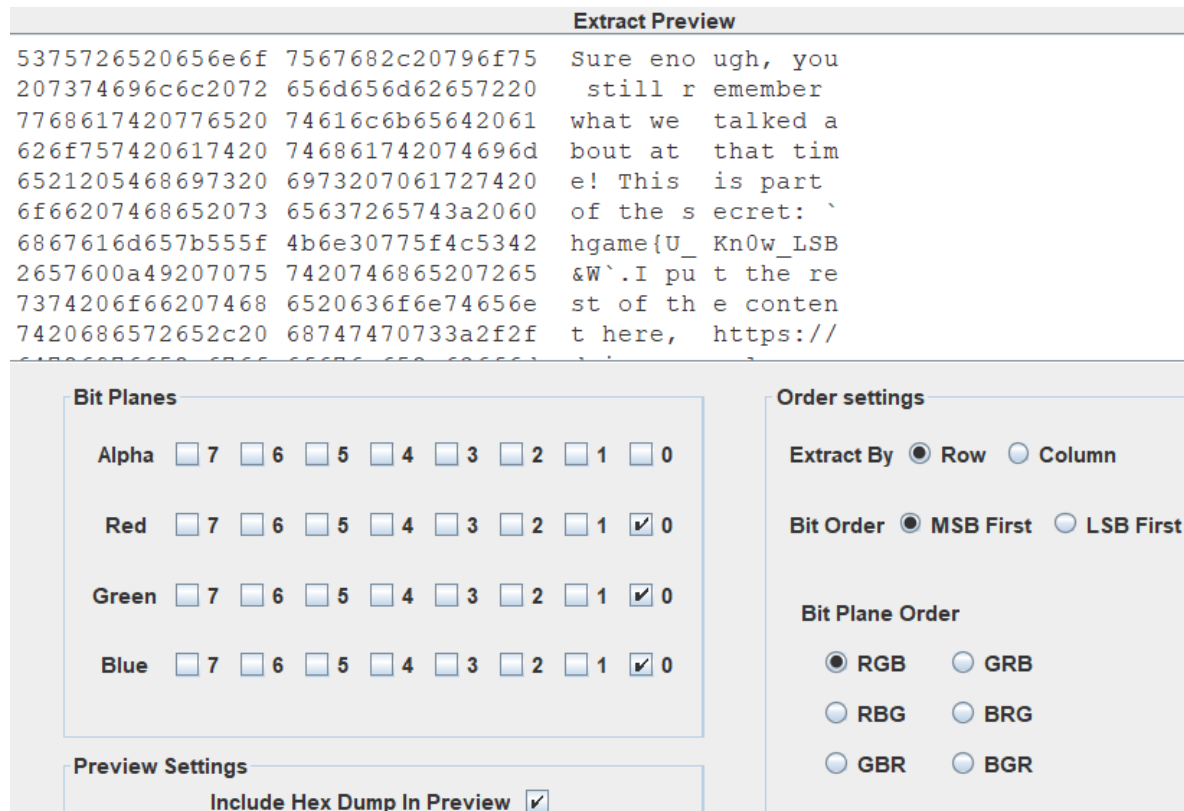 Extract Preview
5375726520656e6f 7567682c20796f75 Sure eno ugh, you
207374696c6c2072 656d656d62657220 still r emember
7768617420776520 74616c6b65642061 what we talked a
626f757420617420 746861742074696d bout at that tim
6521205468697320 6973207061727420 e! This is part
6f66207468652073 65637265743a2060 of the s ecret: `
6867616d657b555f 4b6e30775f4c5342 hgame{U_ Kn0w_LSB
2657600a49207075 7420746865207265 &W`.I pu t the re
7374206f66207468 6520636f6e74656e st of th e conten
7420686572652c20 68747470733a2f2f t here, https://
Bit Planes
Alpha 7 6 5 4 3 2 1 0
Red 7 6 5 4 3 2 1 0
Green 7 6 5 4 3 2 1 0
Blue 7 6 5 4 3 2 1 0
Order settings
Extract By Row Column
Bit Order MSB First LSB First
Bit Plane Order
RGB GRB
RBG BRG
GBR BGR
Preview Settings
Include Hex Dump In Preview